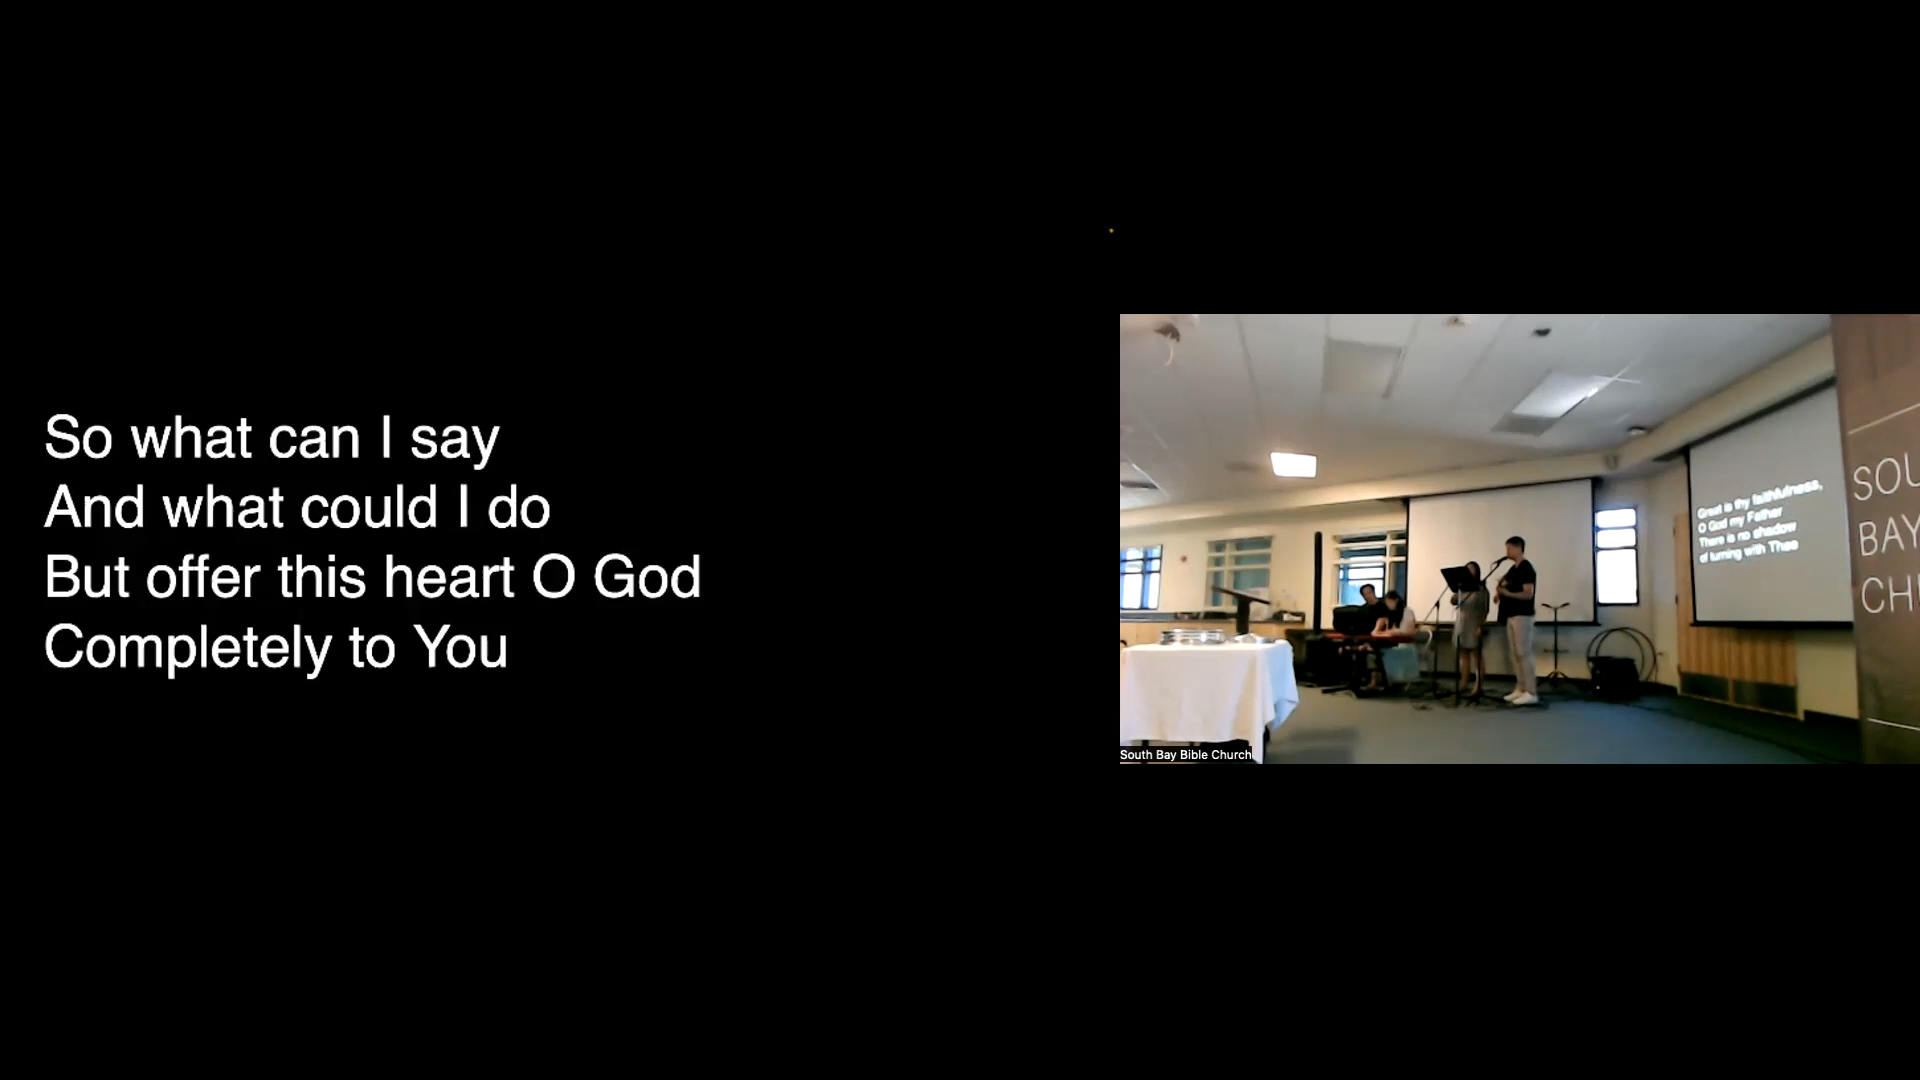 So what can I say
And what could I do
But offer this heart O God
Completely to You
Great is thy faithfulness,
O God my Father
There is no shadow
of turning with Thee
SOU
BAY
CHI
South Bay Bible Church